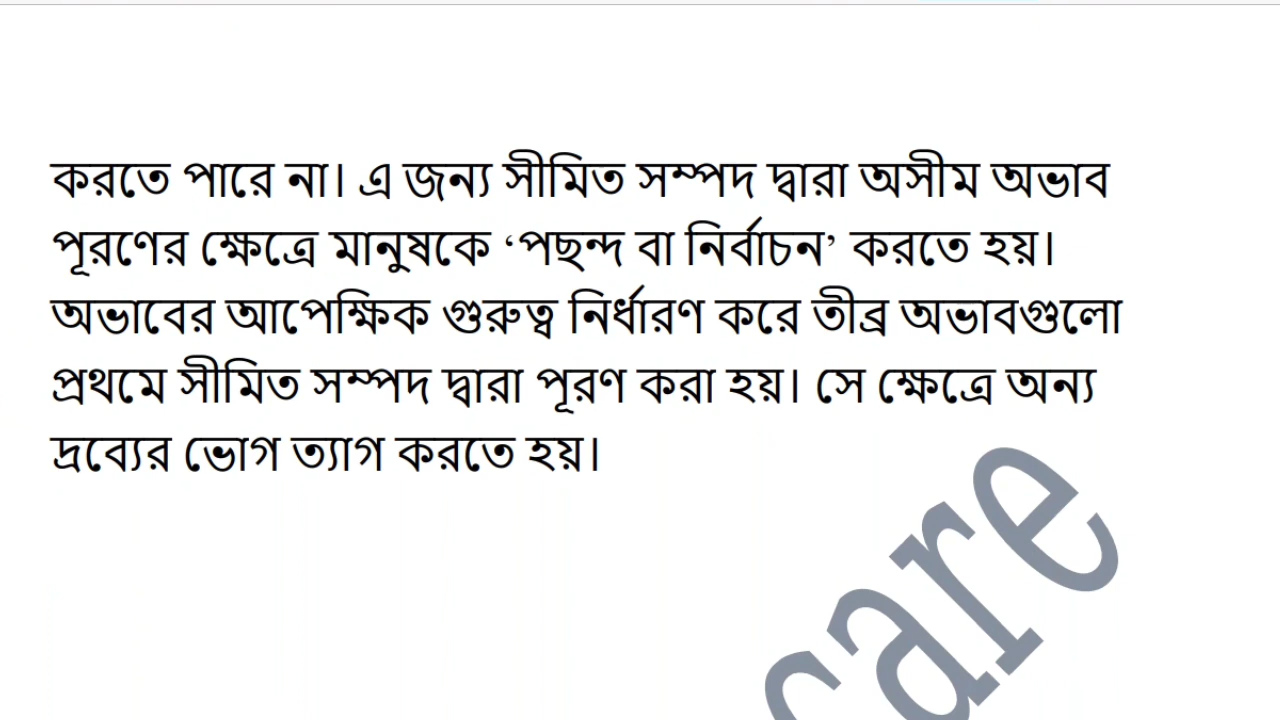 করতে পারে না। এ জন্য সীমিত সম্পদ দ্বারা অসীম অভাব
পূরণের ক্ষেত্রে মানুষকে ‘পছন্দ বা নির্বাচন’ করতে হয়।
অভাবের আপেক্ষিক গুরুত্ব নির্ধারণ করে তীব্র অভাবগুলো
প্রথমে সীমিত সম্পদ দ্বারা পূরণ করা হয়। সে ক্ষেত্রে অন্য
দ্রব্যের ভোগ ত্যাগ করতে হয়।
care